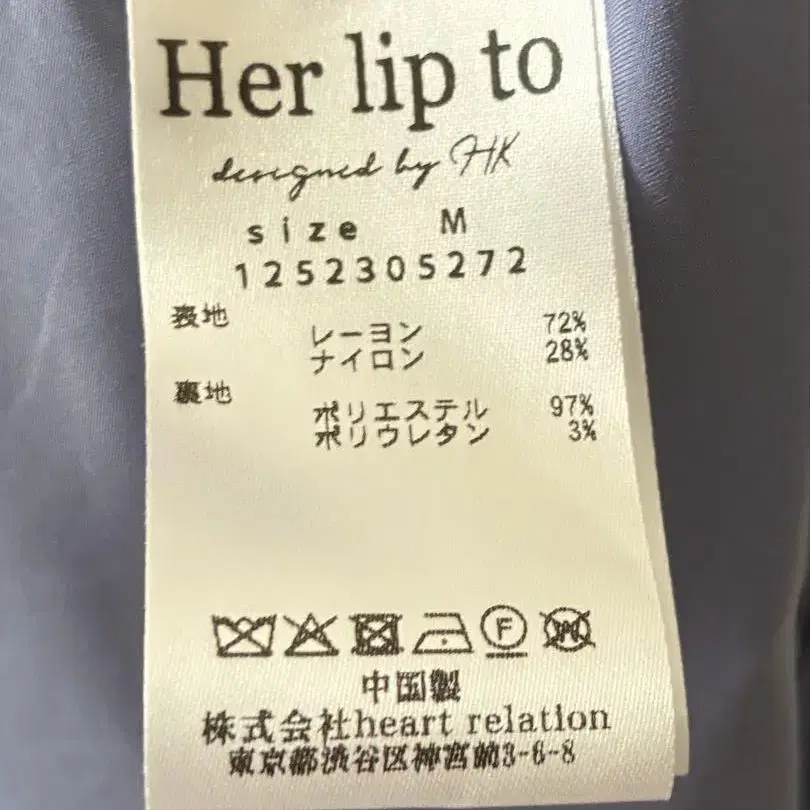 Her lip to
designed by HK
size M
1252305272
表地
レーヨン 72%
ナイロン 28%
裏地
ポリエステル 97%
ポリウレタン 3%
F W
中国製
株式会社heart relation
東京都渋谷区神宮前3-6-8